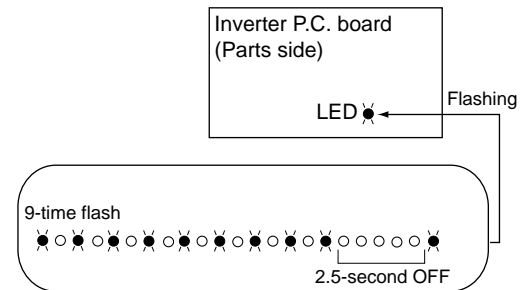 Inverter P.C. board
(Parts side)
LED
Flashing
9-time flash
2.5-second OFF